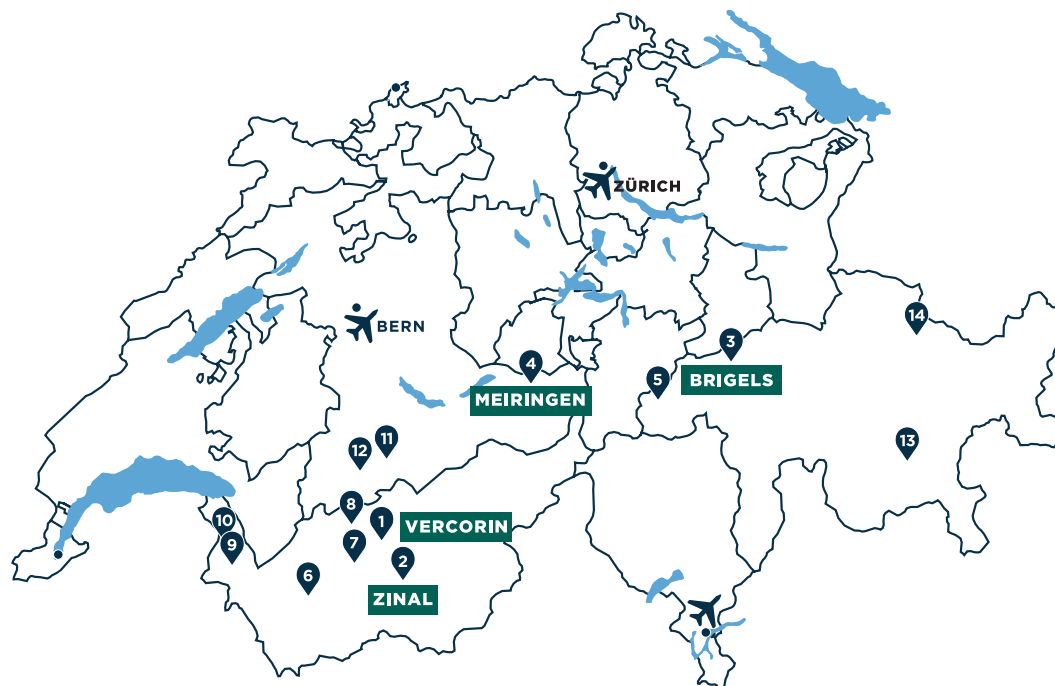 ZÜRICH
14
BERN
3
4
5
BRIGELS
MEIRINGEN
11
12
13
8
10
1
VERCORIN
9
7
2
6
ZINAL